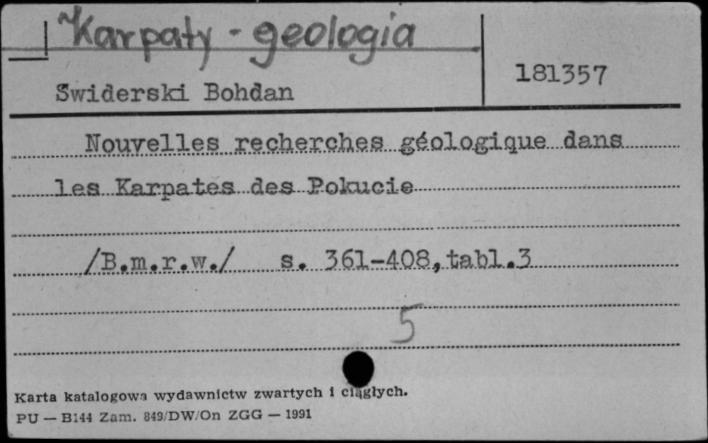 Karpaty - geologia
181357
Swiderski Bohdan
Nouvelles recherches géologique dans
les Karpates des Pokucie
/B.m.r.w./ s. 361-408,tabl.3
5
Karta katalogowa wydawnictw zwartych i ciągłych.
PU — B144 Zam. 849/DW/On ZGG — 1991